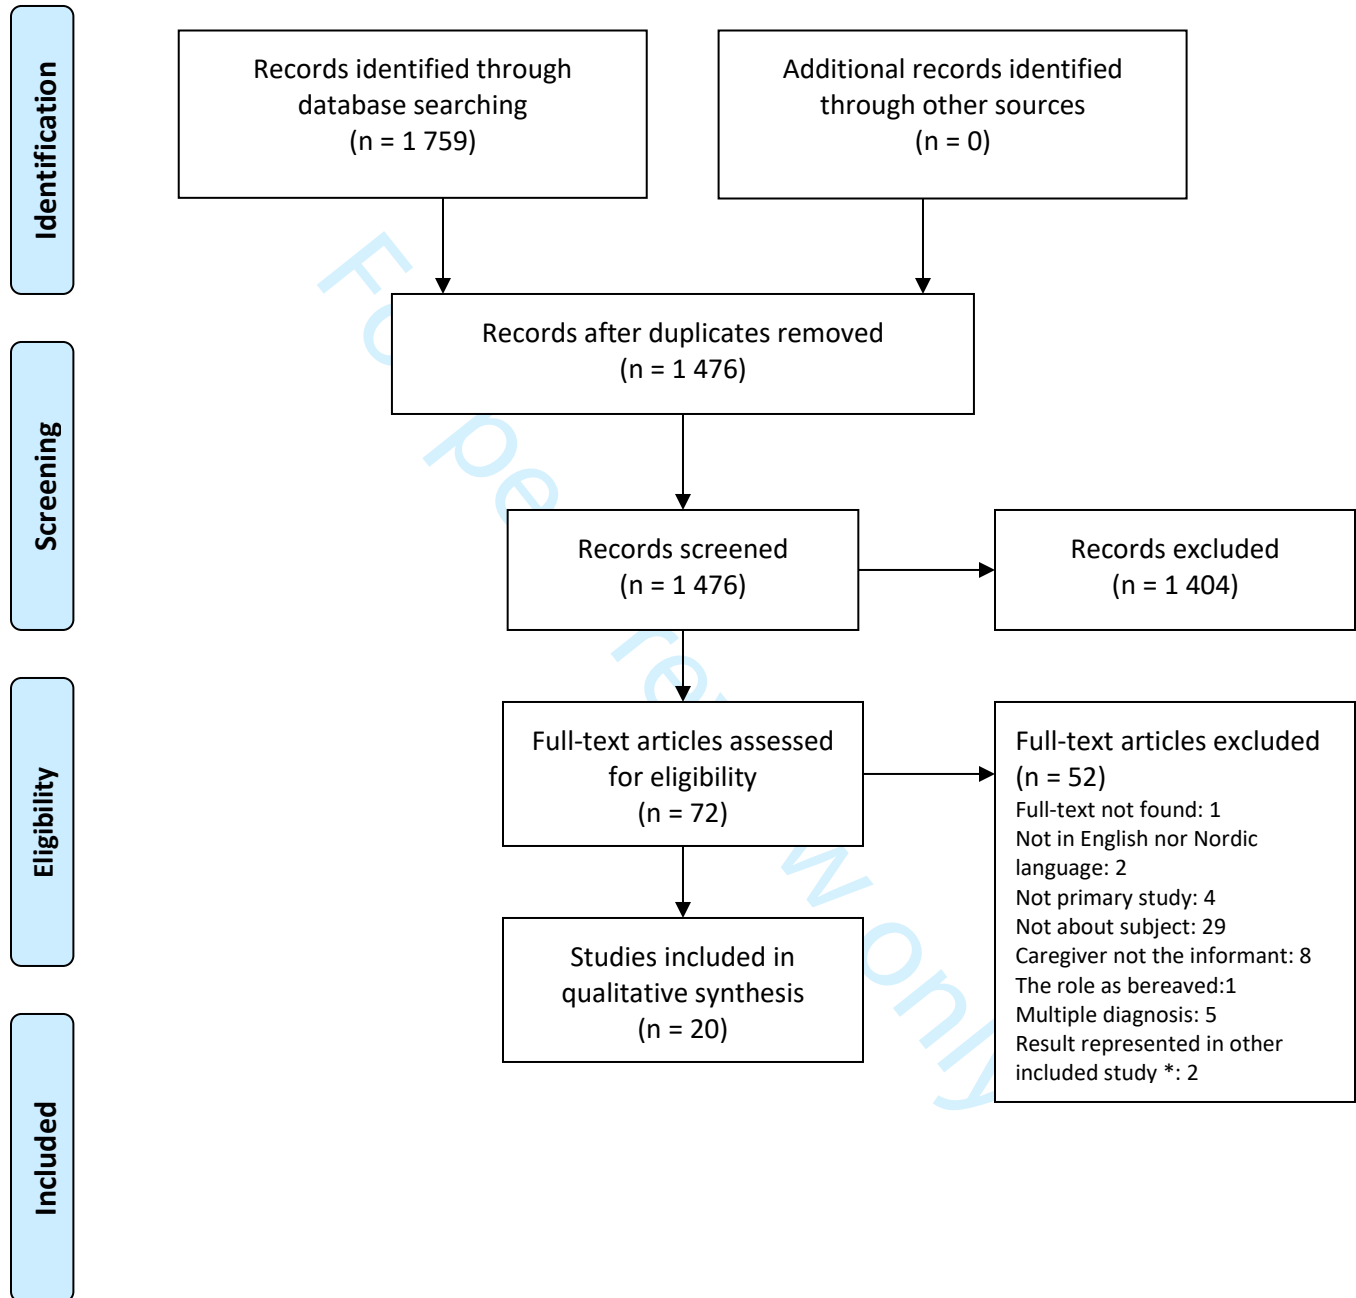 Identification
Records identified through
database searching
(n = 1 759)
Additional records identified
through other sources
(n = 0)
Records after duplicates removed
(n = 1 476)
Screening
Records screened
(n = 1 476)
Records excluded
(n = 1 404)
Eligibility
Full-text articles assessed
for eligibility
(n = 72)
Full-text articles excluded
(n = 52)
Full-text not found: 1
Not in English nor Nordic
language: 2
Not primary study: 4
Not about subject: 29
Caregiver not the informant: 8
The role as bereaved:1
Multiple diagnosis: 5
Result represented in other
included study *: 2
Included
Studies included in
qualitative synthesis
(n = 20)
For peer review only